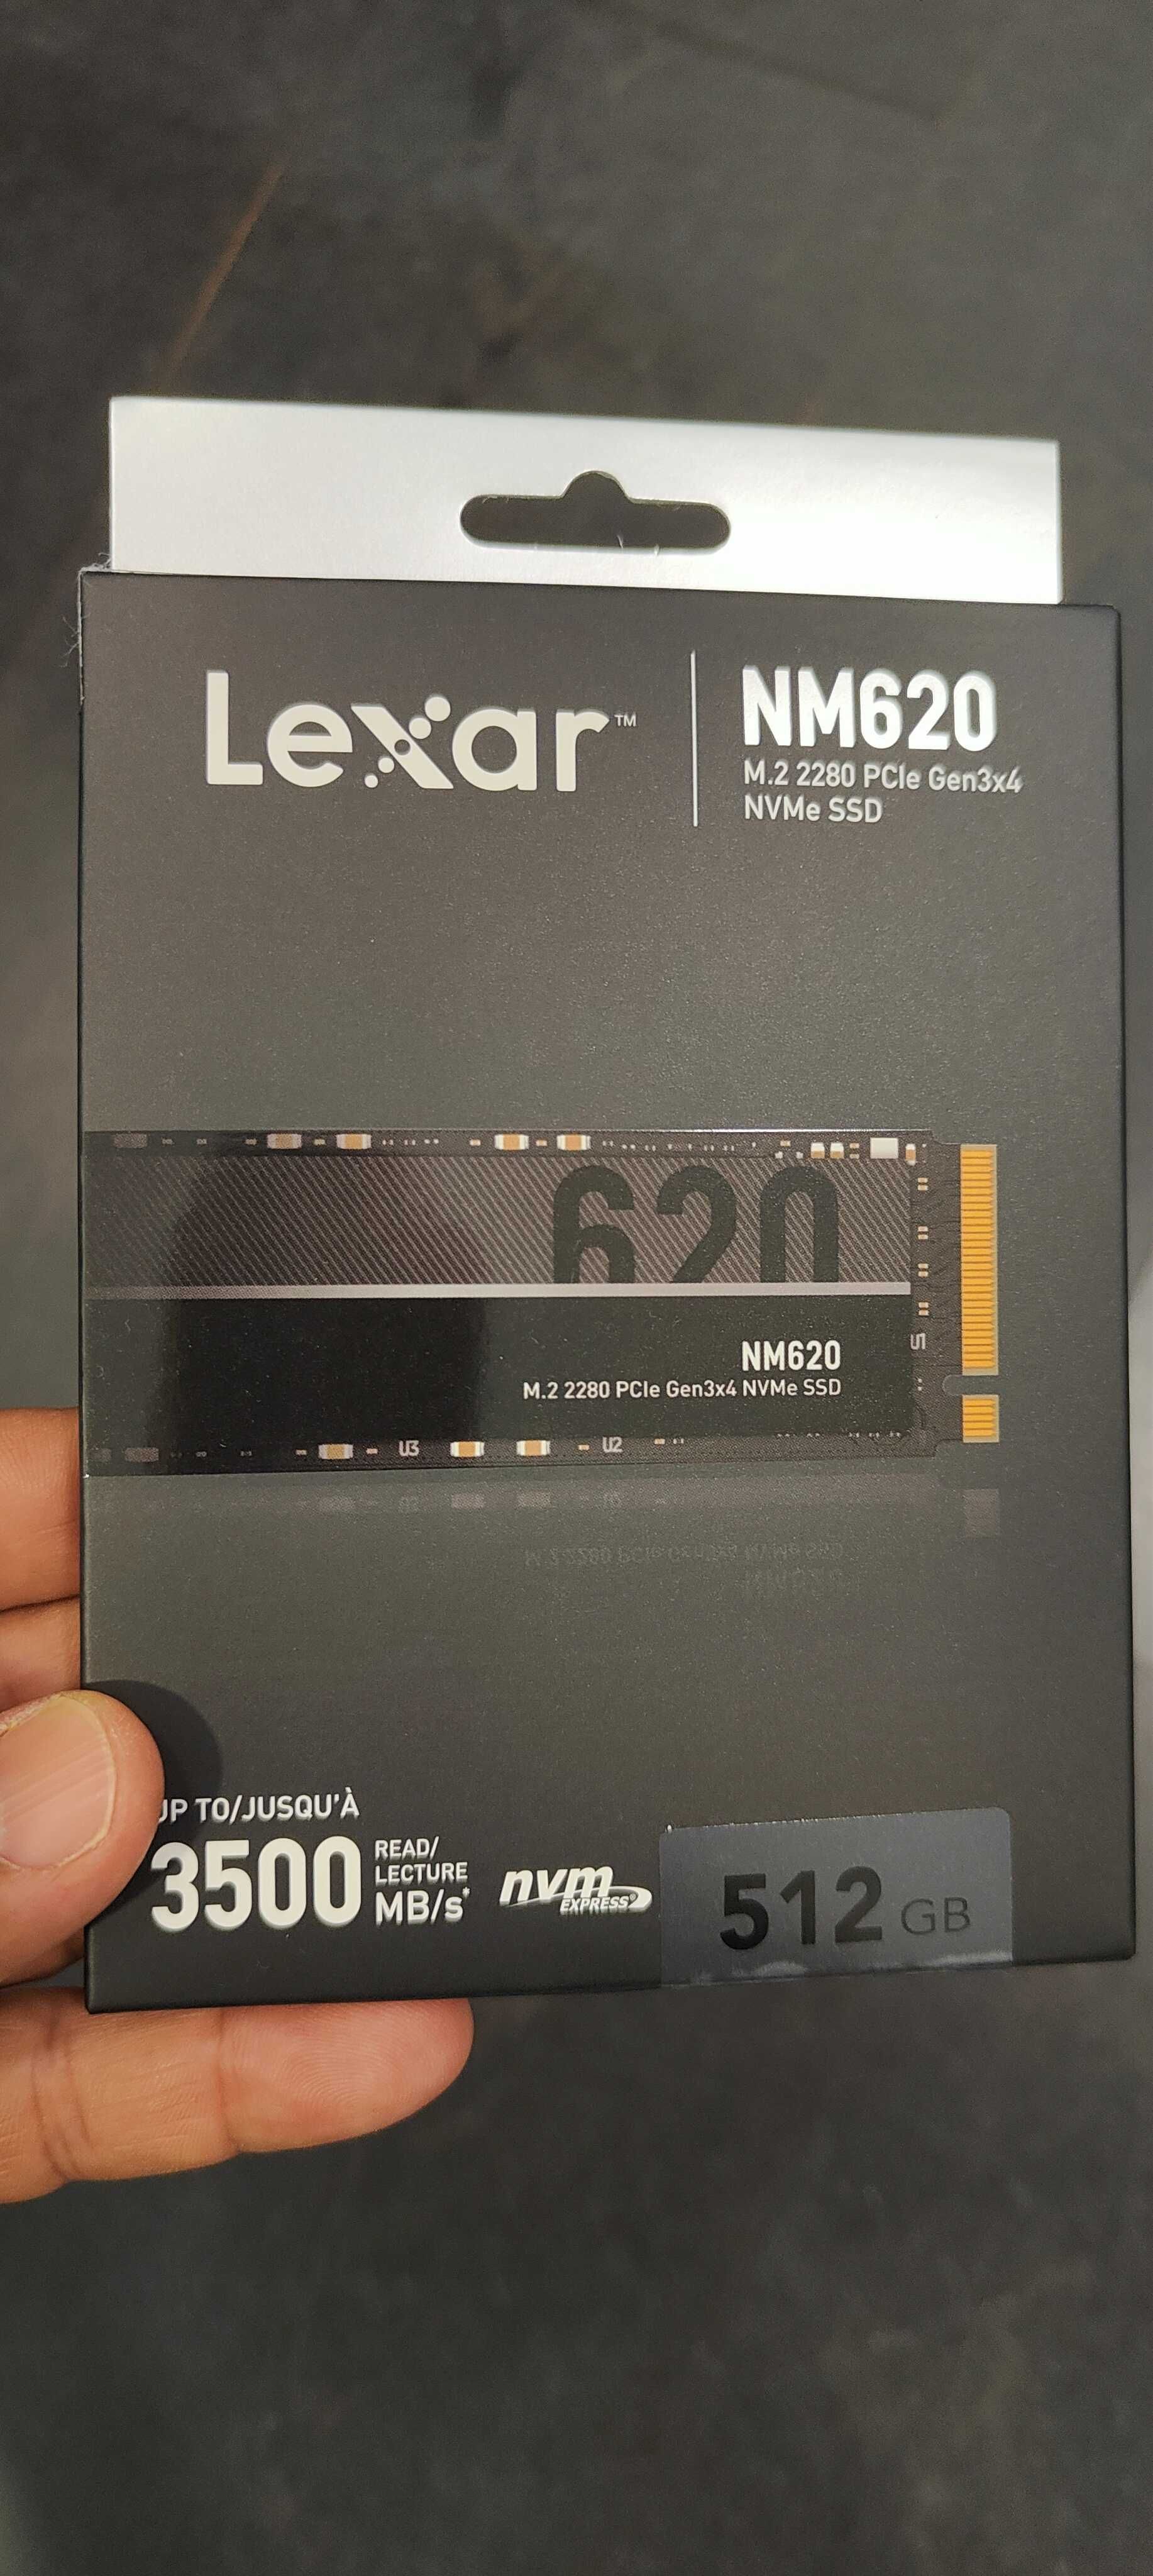 Lexar™
NM620
M.2 2280 PCIe Gen3x4
NVMe SSD
620
U1
NM620
M.2 2280 PCIe Gen3x4 NVMe SSD
U3 U2
UP TO/JUSQU'À
3500 READ/
LECTURE
MB/s*
nvm
EXPRESS®
512 GB